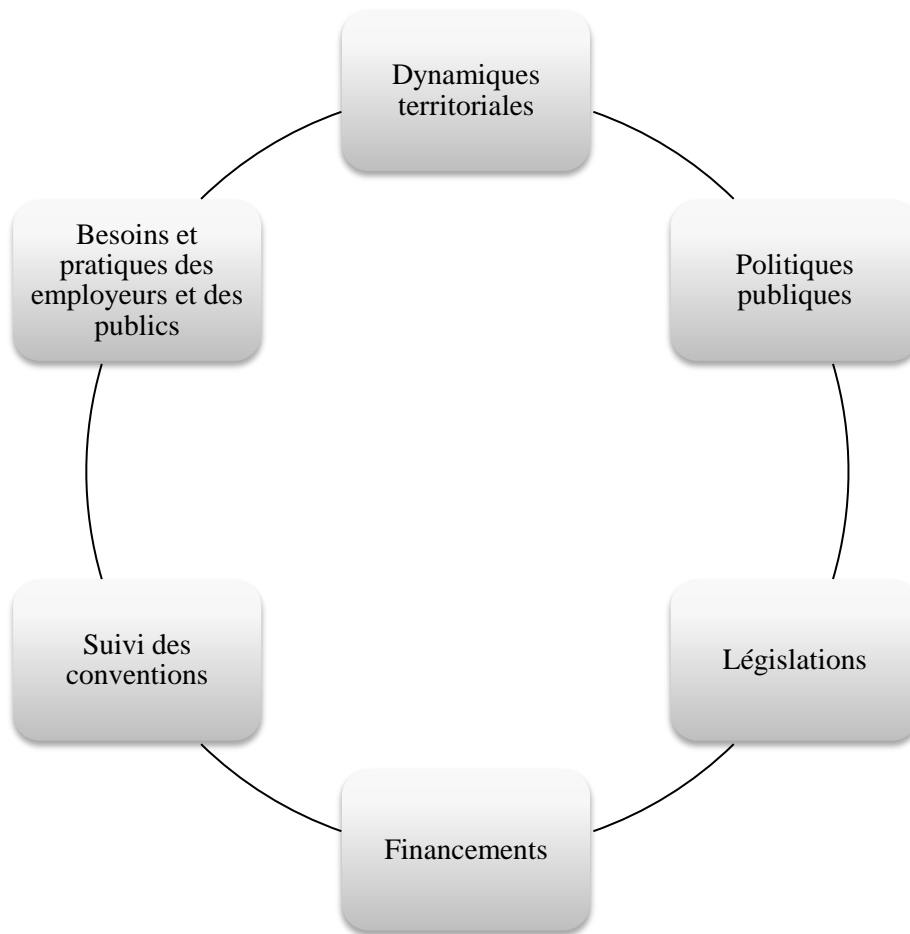 Dynamiques
territoriales
Politiques
publiques
Législations
Financements
Suivi des
conventions
Besoins et
pratiques des
employeurs et des
publics